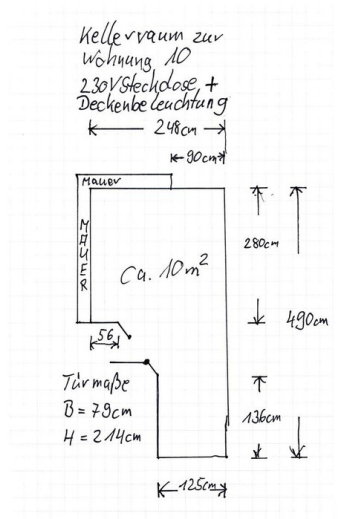 Kellerraum zur
Wohnung 10
230V Steckdose, +
Deckenbeleuchtung
248cm
90cm
Mauer
MAUER
280cm
ca. 10m²
490cm
56
Türmaße
B = 79cm
H = 214cm
136cm
125cm